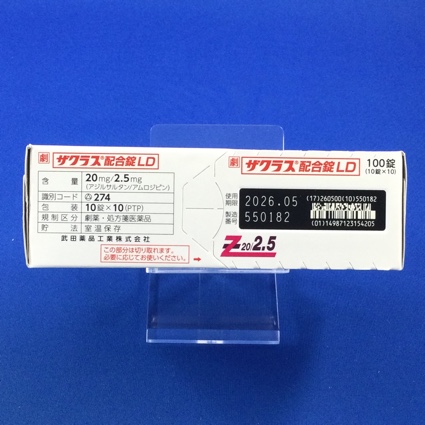 劇 ザクラス®配合錠LD
含量 20mg/2.5mg
(アジルサルタン/アムロジピン)
識別コード 274
包装 10錠×10(PTP)
規制区分 劇薬・処方箋医薬品
貯法 室温保存
武田薬品工業株式会社
この部分は切り取れます。
必要に応じてお使いください。
劇 ザクラス®配合錠LD 100錠
(10錠×10)
使用期限 2026.05
製造番号 550182
(17)260500(10)550182
(01)14987123154205
Z20/2.5